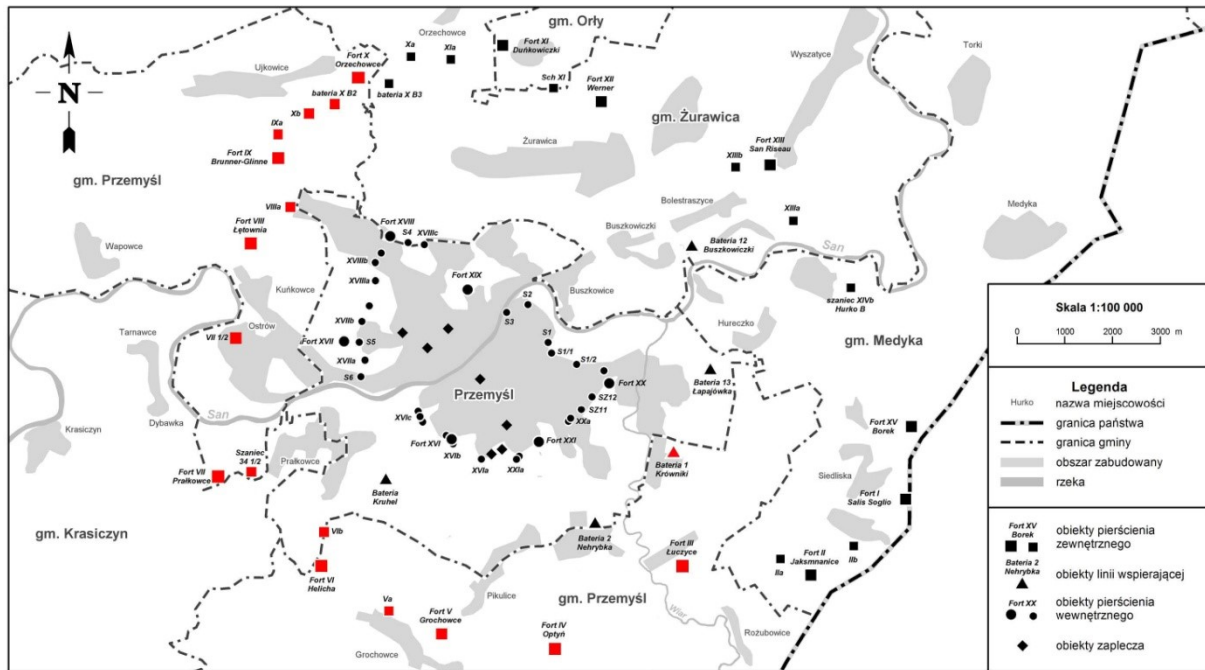 gm. Orły
Orzechowce
Xa
XIa
Fort XI
Duńkowiczki
Wyszatyce
Torki
N
Ujkowice
Fort X
Orzechowce
bateria X B3
Sch XI
Fort XII
Werner
bateria X B2
Xb
IXa
gm. Żurawica
Żurawica
Fort IX
Brunner-Glinne
XIIIb
Fort XIII
San Riseau
gm. Przemyśl
VIIIa
Fort VIII
Łętownia
Fort XVIII
S4
XVIIIc
Bolestraszyce
XIIIa
Medyka
Buszkowiczki
Bateria 12
Buszkowiczki
San
Wapowce
XVIIIb
XVIIIa
Fort XIX
Buszkowice
szaniec XIVb
Hurko B
Kuńkowce
S2
S3
Hureczko
Tarnawce
VII 1/2
Ostrów
XVIIb
Fort XVII
S5
XVIIa
S6
S1
S1/1
S1/2
Fort XX
SZ12
SZ11
XXa
gm. Medyka
Bateria 13
Łapajówka
San
Przemyśl
Krasiczyn
Dybawka
XVIc
Fort XVI
XVIb
XVIa
XXIa
Fort XXI
Fort XV
Borek
Szaniec
34 1/2
Prałkowce
Fort VII
Prałkowce
Bateria
Kruhel
Bateria 1
Krówniki
Siedliska
Fort I
Salis Soglio
gm. Krasiczyn
VIb
Fort VI
Helicha
Bateria 2
Nehrybka
Fort III
Łuczyce
IIa
Fort II
Jaksmnanice
IIb
Va
Fort V
Grochowce
Pikulice
gm. Przemyśl
Fort IV
Optyń
Grochowce
Wiar
Rożubowice
Skala 1:100 000
0 1000 2000 3000 m
Legenda
Hurko nazwa miejscowości
granica państwa
granica gminy
obszar zabudowany
rzeka
Fort XV
Borek
obiekty pierścienia
zewnętrznego
Bateria 2
Nehrybka
obiekty linii wspierającej
Fort XX
obiekty pierścienia
wewnętrznego
obiekty zaplecza